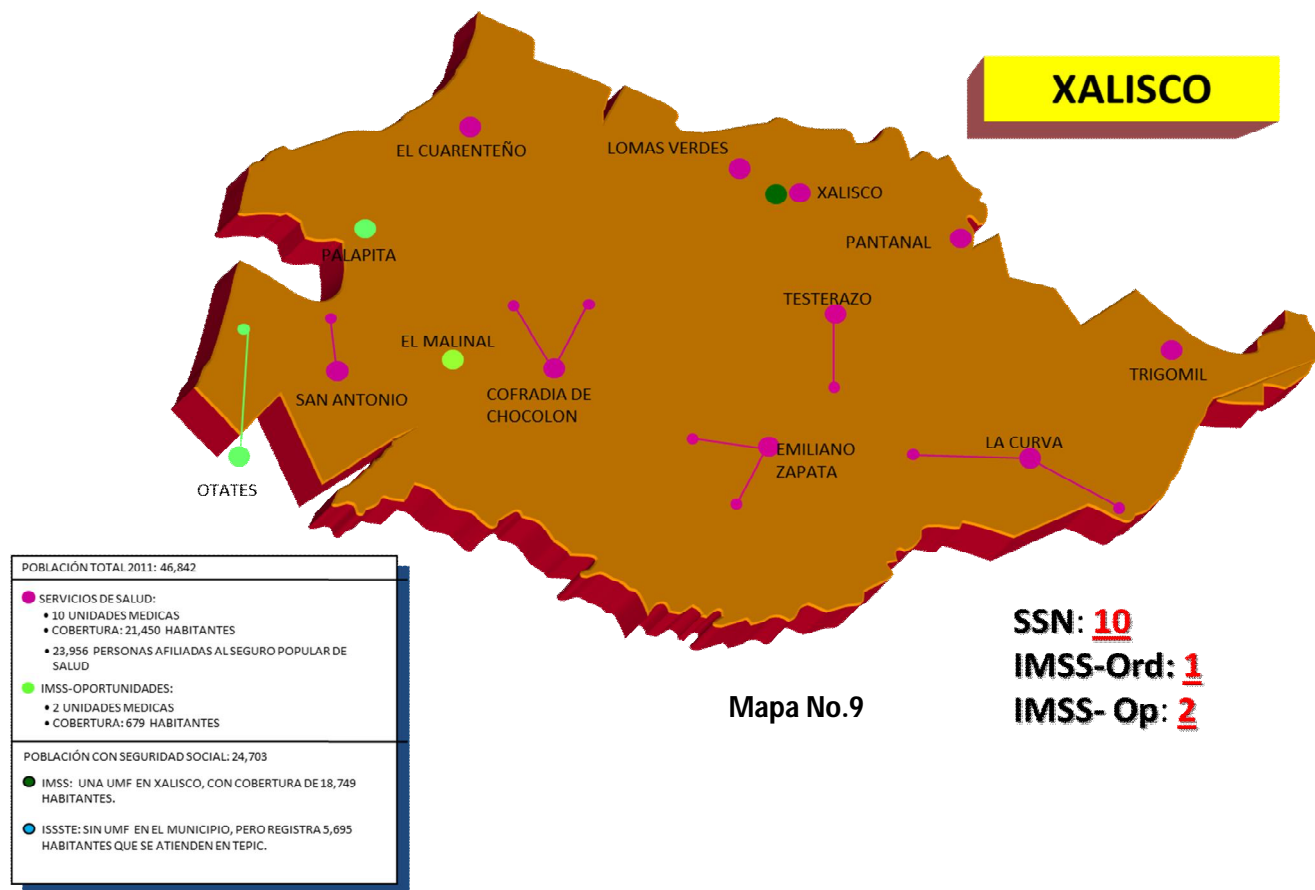 XALISCO
EL CUARENTEÑO
LOMAS VERDES
XALISCO
PANTANAL
PALAPITA
TESTERAZO
EL MALINAL
TRIGOMIL
SAN ANTONIO
COFRADIA DE
CHOCOLON
EMILIANO
ZAPATA
LA CURVA
OTATES
POBLACIÓN TOTAL 2011: 46,842
SERVICIOS DE SALUD:
• 10 UNIDADES MEDICAS
• COBERTURA: 21,450 HABITANTES
• 23,956 PERSONAS AFILIADAS AL SEGURO POPULAR DE
SALUD
IMSS-OPORTUNIDADES:
• 2 UNIDADES MEDICAS
• COBERTURA: 679 HABITANTES
POBLACIÓN CON SEGURIDAD SOCIAL: 24,703
IMSS: UNA UMF EN XALISCO, CON COBERTURA DE 18,749
HABITANTES.
ISSSTE: SIN UMF EN EL MUNICIPIO, PERO REGISTRA 5,695
HABITANTES QUE SE ATIENDEN EN TEPIC.
Mapa No.9
SSN: 10
IMSS-Ord: 1
IMSS- Op: 2